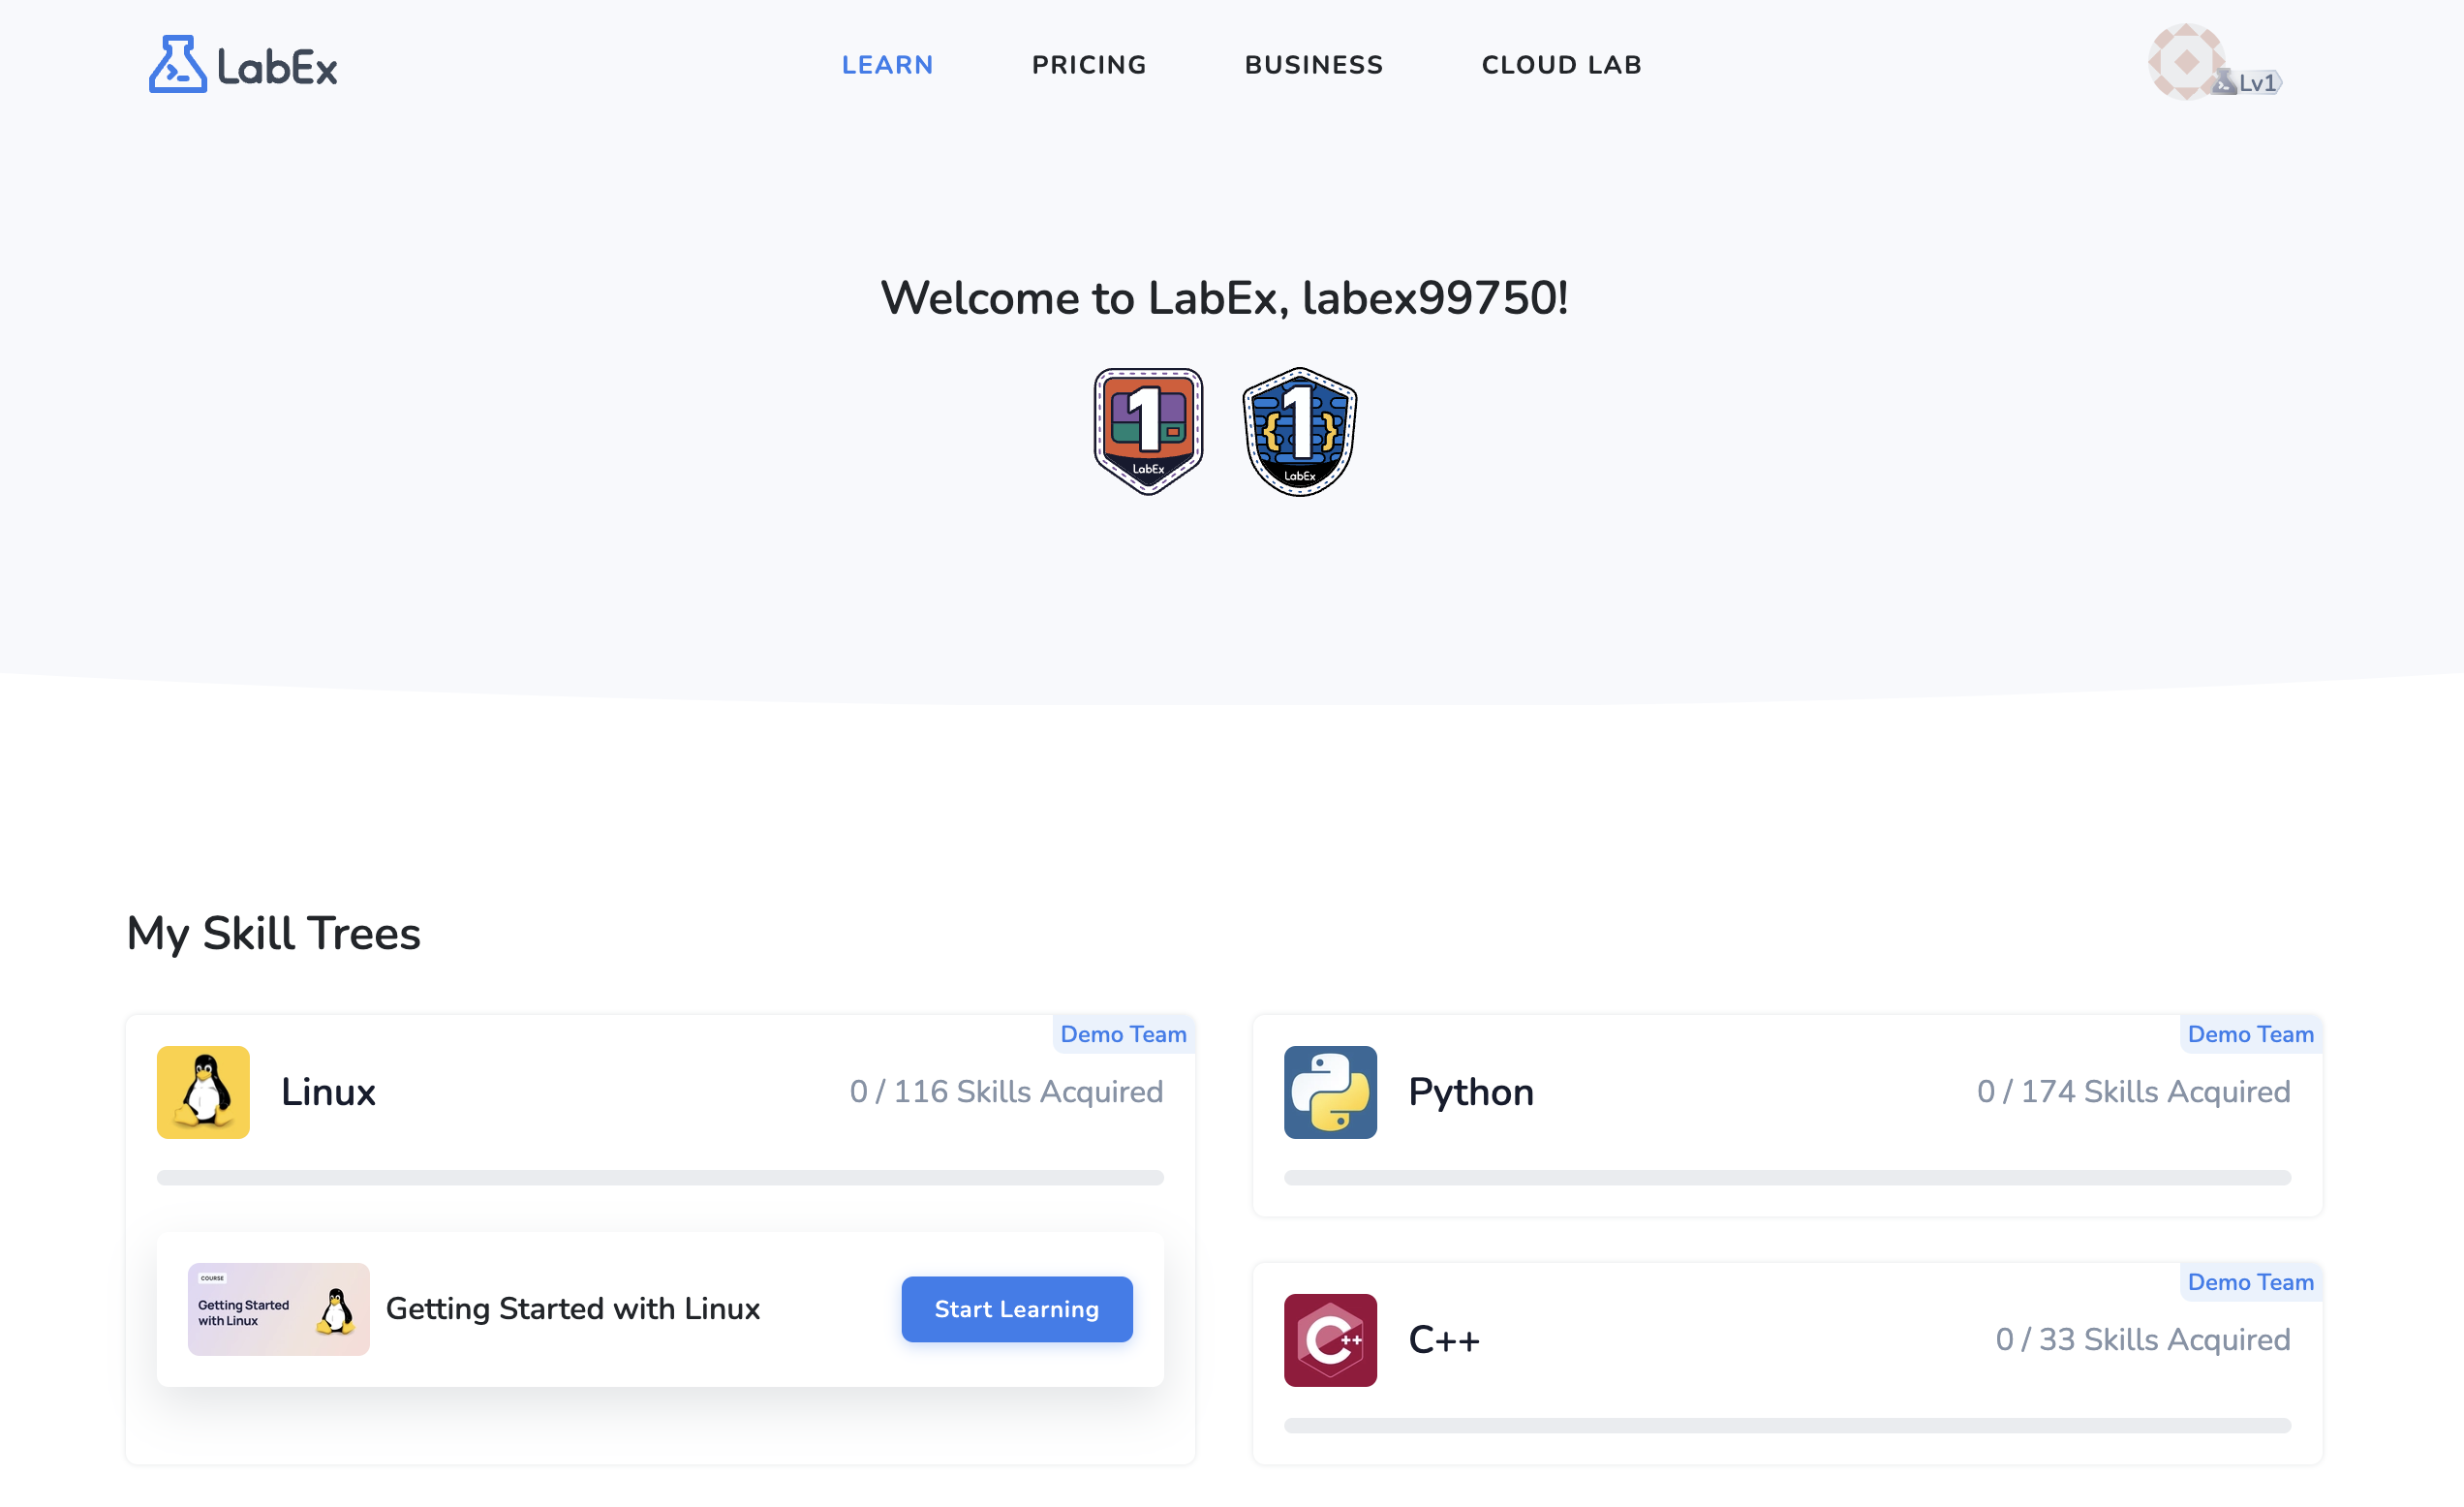 LabEx
LEARN
PRICING
BUSINESS
CLOUD LAB
Lv1
Welcome to LabEx, labex99750!
1
LabEx
{1}
LabEx
My Skill Trees
Demo Team
Linux
0 / 116 Skills Acquired
COURSE
Getting Started
with Linux
Getting Started with Linux
Start Learning
Demo Team
Python
0 / 174 Skills Acquired
Demo Team
C++
C++
0 / 33 Skills Acquired